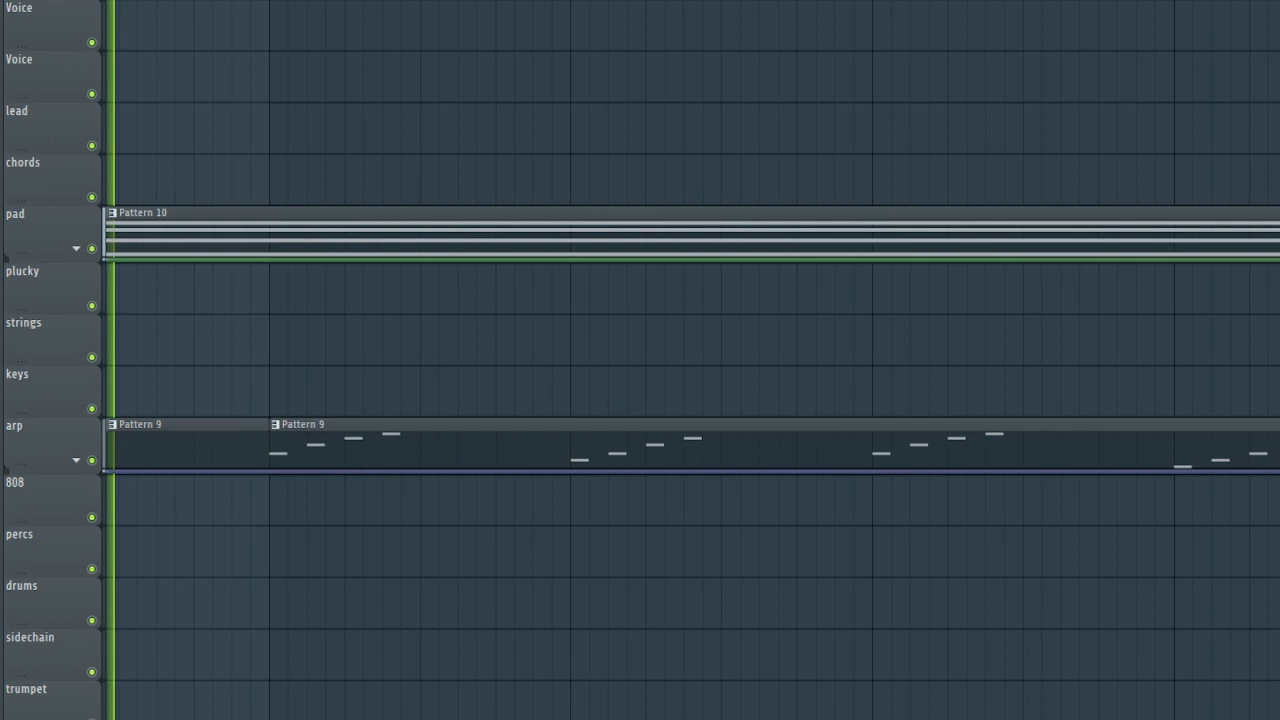 Voice
Voice
lead
chords
pad
Pattern 10
plucky
strings
keys
arp
Pattern 9
Pattern 9
808
percs
drums
sidechain
trumpet